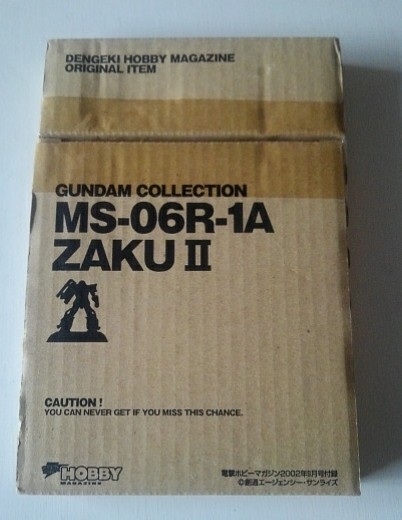 DENGEKI HOBBY MAGAZINE
ORIGINAL ITEM
GUNDAM COLLECTION
MS-06R-1A
ZAKU II
CAUTION !
YOU CAN NEVER GET IF YOU MISS THIS CHANCE.
HOBBY
MAGAZINE
電撃ホビーマガジン2002年9月号付録
©創通エージェンシー・サンライズ